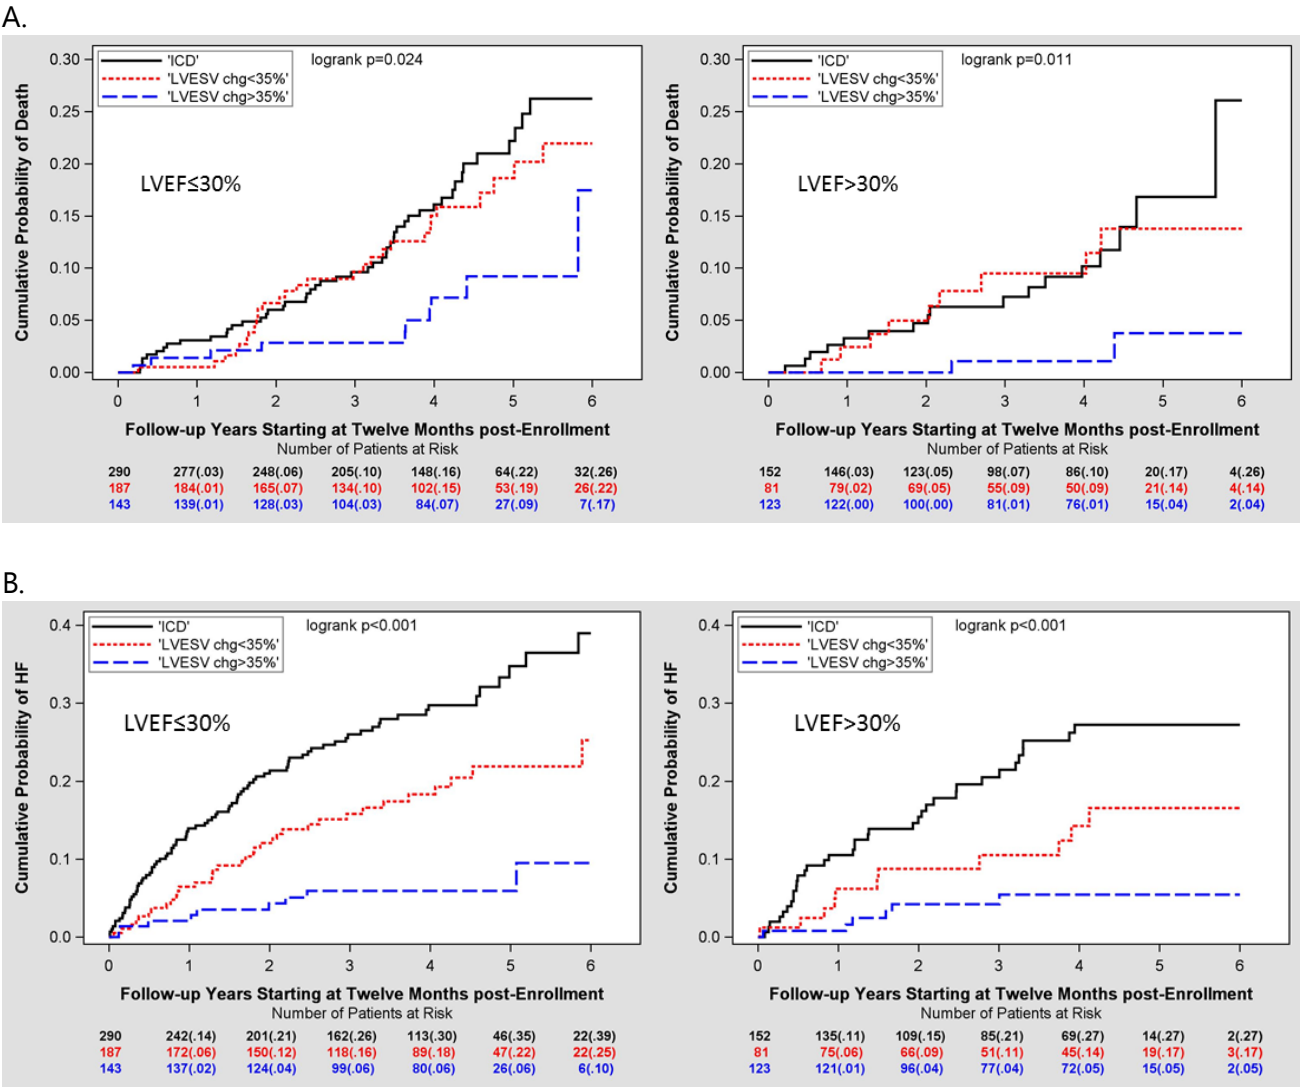 A.
'ICD'
'LVESV chg<35%'
'LVESV chg>35%'
logrank p=0.024
LVEF≤30%
Cumulative Probability of Death
0.30
0.25
0.20
0.15
0.10
0.05
0.00
0 1 2 3 4 5 6
Follow-up Years Starting at Twelve Months post-Enrollment
Number of Patients at Risk
290 277(.03) 248(.06) 205(.10) 148(.16) 64(.22) 32(.26)
187 184(.01) 165(.07) 134(.10) 102(.15) 53(.19) 26(.22)
143 139(.01) 128(.03) 104(.03) 84(.07) 27(.09) 7(.17)
'ICD'
'LVESV chg<35%'
'LVESV chg>35%'
logrank p=0.011
LVEF>30%
Cumulative Probability of Death
0.30
0.25
0.20
0.15
0.10
0.05
0.00
0 1 2 3 4 5 6
Follow-up Years Starting at Twelve Months post-Enrollment
Number of Patients at Risk
152 146(.03) 123(.05) 98(.07) 86(.10) 20(.17) 4(.26)
81 79(.02) 69(.05) 55(.09) 50(.09) 21(.14) 4(.14)
123 122(.00) 100(.00) 81(.01) 76(.01) 15(.04) 2(.04)
B.
'ICD'
'LVESV chg<35%'
'LVESV chg>35%'
logrank p<0.001
LVEF≤30%
Cumulative Probability of HF
0.4
0.3
0.2
0.1
0.0
0 1 2 3 4 5 6
Follow-up Years Starting at Twelve Months post-Enrollment
Number of Patients at Risk
290 242(.14) 201(.21) 162(.26) 113(.30) 46(.35) 22(.39)
187 172(.06) 150(.12) 118(.16) 89(.18) 47(.22) 22(.25)
143 137(.02) 124(.04) 99(.06) 80(.06) 26(.06) 6(.10)
'ICD'
'LVESV chg<35%'
'LVESV chg>35%'
logrank p<0.001
LVEF>30%
Cumulative Probability of HF
0.4
0.3
0.2
0.1
0.0
0 1 2 3 4 5 6
Follow-up Years Starting at Twelve Months post-Enrollment
Number of Patients at Risk
152 135(.11) 109(.15) 85(.21) 69(.27) 14(.27) 2(.27)
81 75(.06) 66(.09) 51(.11) 45(.14) 19(.17) 3(.17)
123 121(.01) 96(.04) 77(.04) 72(.05) 15(.05) 2(.05)